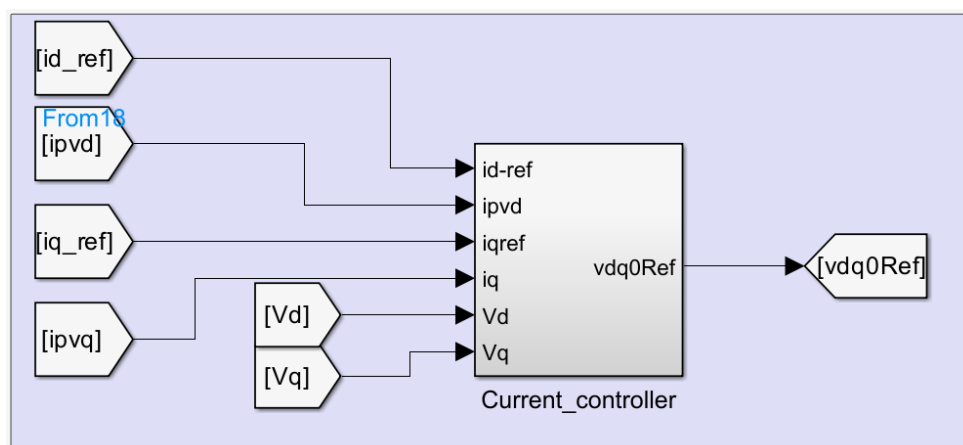 [id_ref]
From18
[ipvd]
[iq_ref]
[ipvq]
[Vd]
[Vq]
id-ref
ipvd
iqref
iq
Vd
Vq
vdq0Ref
Current_controller
[vdq0Ref]